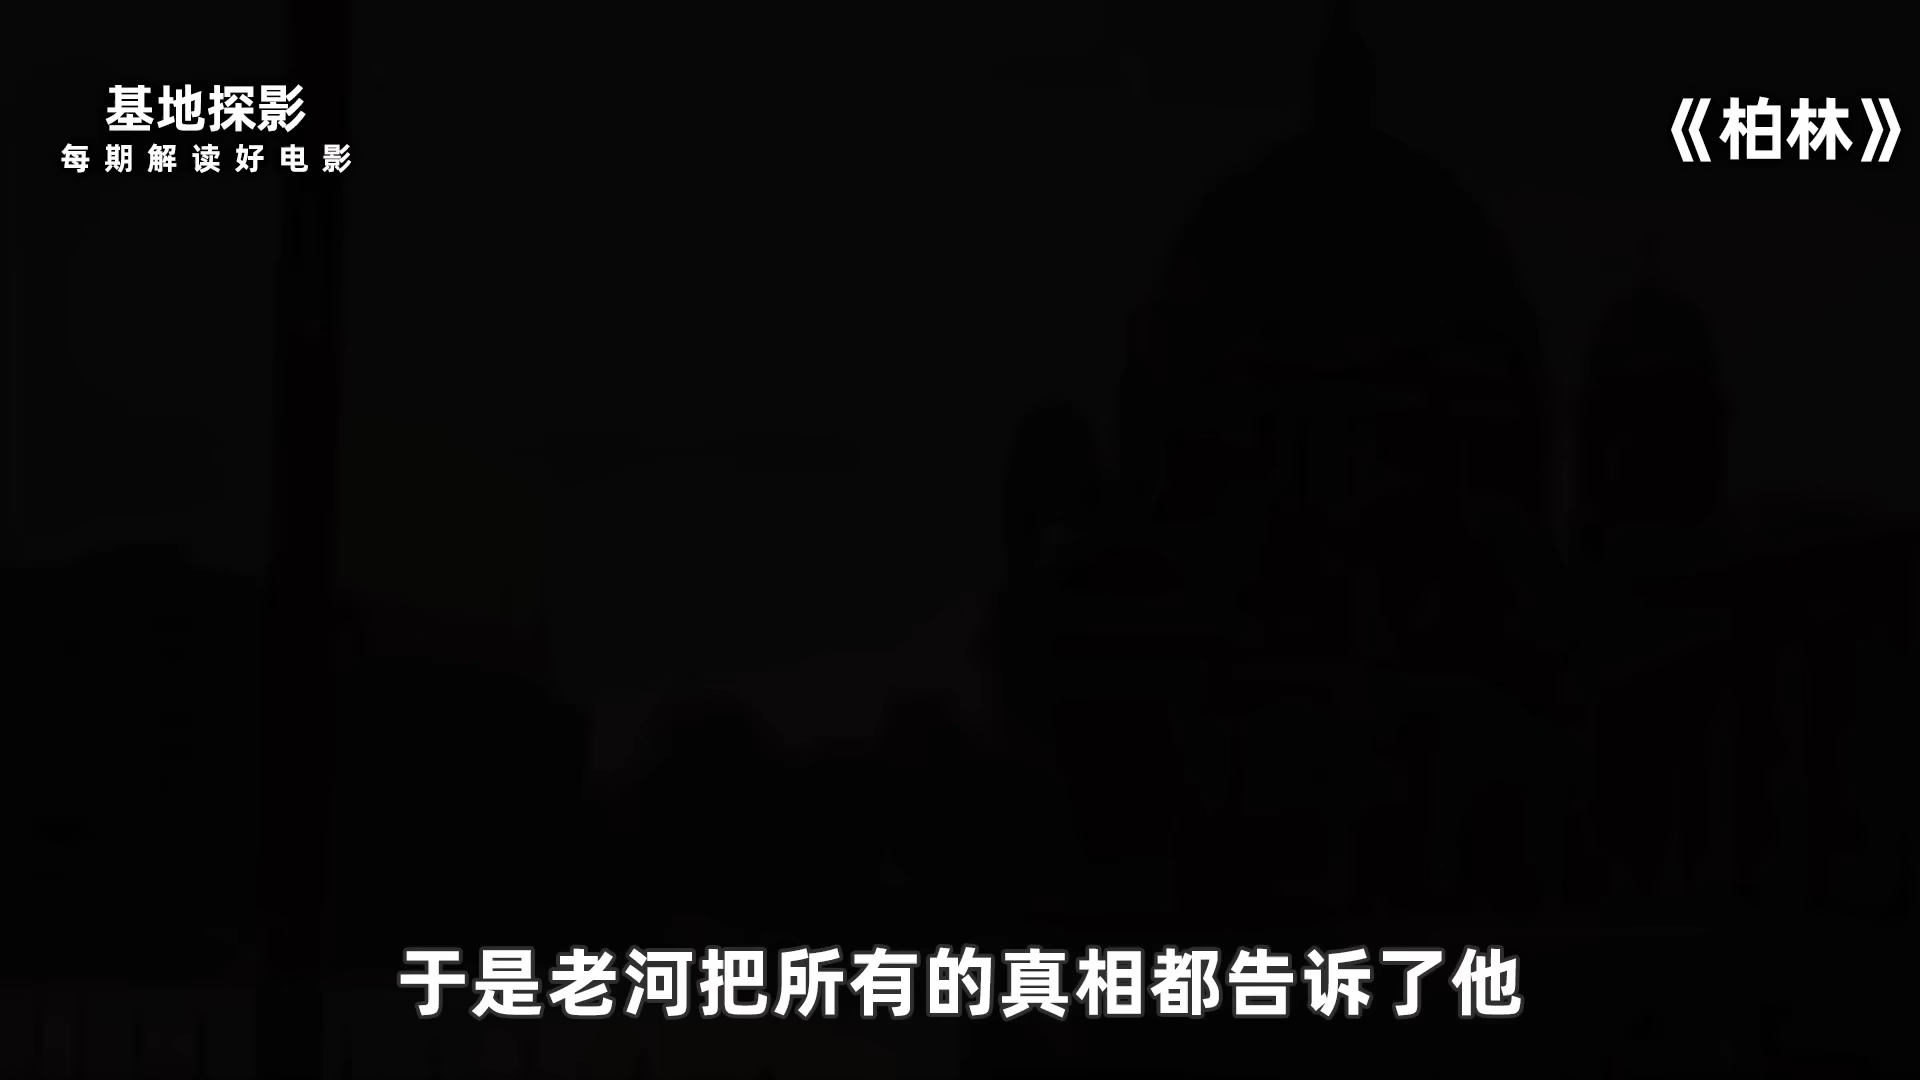 基地探影
每期解读好电影
《柏林》
于是老河把所有的真相都告诉了他